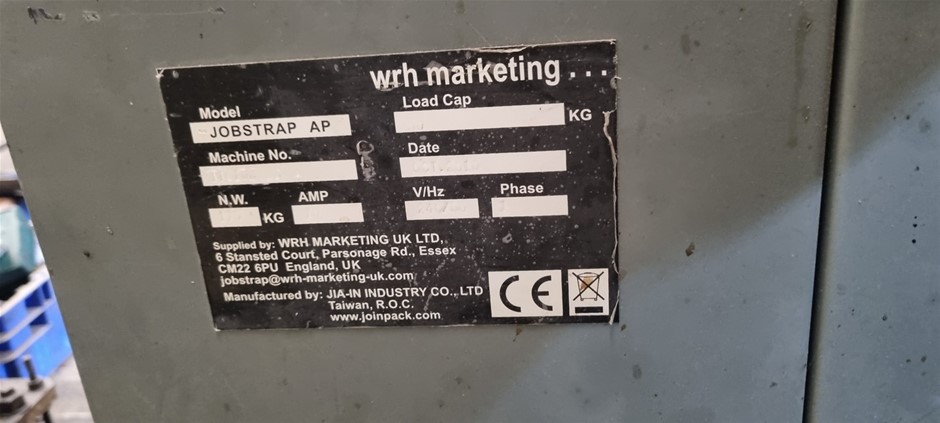 wrh marketing...
Model
JOBSTRAP AP
Load Cap
KG
Machine No.
Date
N.W.
KG
AMP
V/Hz
Phase
Supplied by: WRH MARKETING UK LTD,
6 Stansted Court, Parsonage Rd., Essex
CM22 6PU England, UK
jobstrap@wrh-marketing-uk.com
Manufactured by: JIA-IN INDUSTRY CO., LTD
Taiwan, R.O.C.
www.joinpack.com
CE